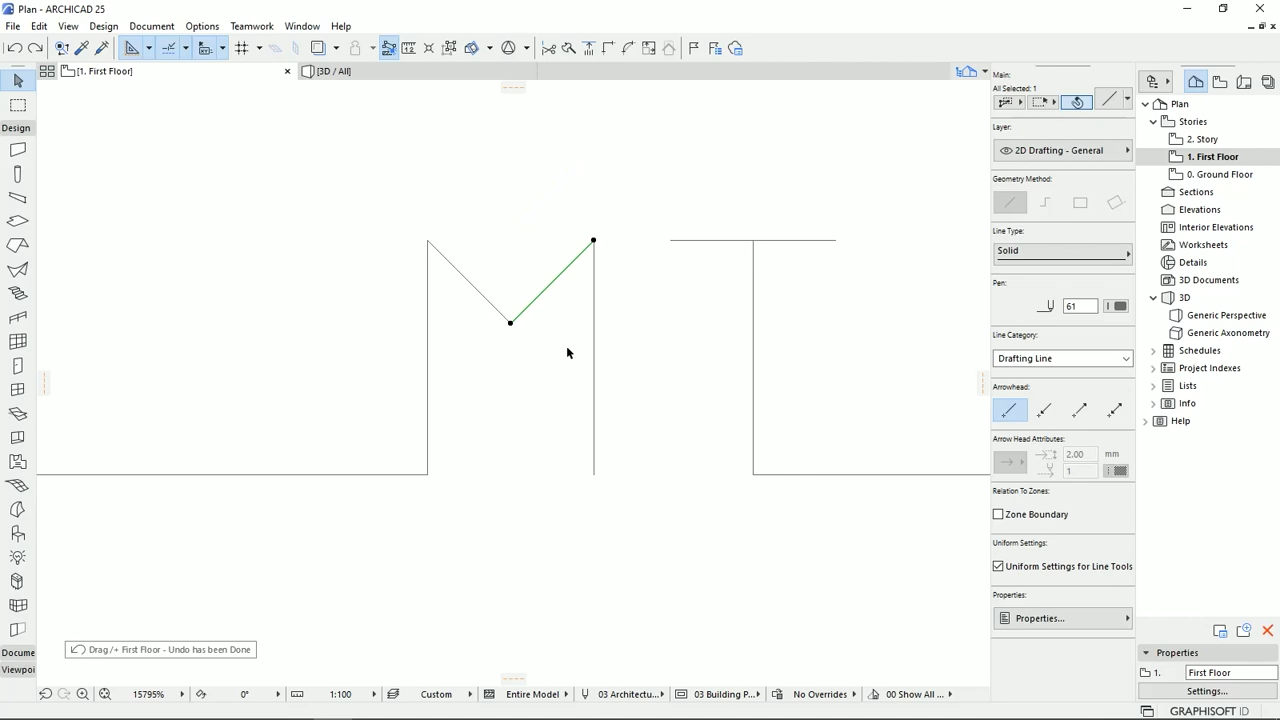 Plan - ARCHICAD 25
File Edit View Design Document Options Teamwork Window Help
[1. First Floor]
[3D / All]
Design
Docume
Viewpoi
Main:
All Selected: 1
Layer:
2D Drafting - General
Geometry Method:
Line Type:
Solid
Pen:
61
Line Category:
Drafting Line
Arrowhead:
Arrow Head Attributes:
2.00 mm
1
Relation To Zones:
Zone Boundary
Uniform Settings:
Uniform Settings for Line Tools
Properties:
Properties...
Plan
Stories
2. Story
1. First Floor
0. Ground Floor
Sections
Elevations
Interior Elevations
Worksheets
Details
3D Documents
3D
Generic Perspective
Generic Axonometry
Schedules
Project Indexes
Lists
Info
Help
Properties
1. First Floor
Settings...
GRAPHISOFT ID
Drag /+ First Floor - Undo has been Done
15795% 0° 1:100 Custom Entire Model 03 Architectu... 03 Building P... No Overrides 00 Show All ...